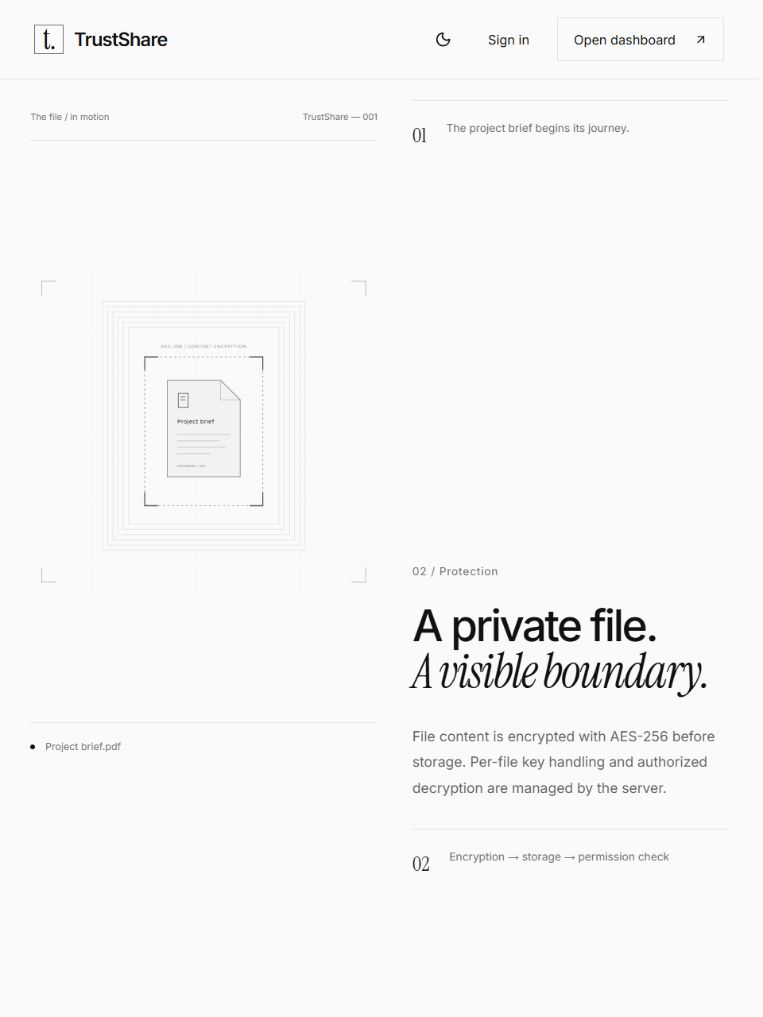 t.
TrustShare
Sign in
Open dashboard
The file / in motion
TrustShare — 001
AES-256 / CONTENT ENCRYPTION
Project brief
Project brief.pdf
01
The project brief begins its journey.
02 / Protection
A private file.
A visible boundary.
File content is encrypted with AES-256 before
storage. Per-file key handling and authorized
decryption are managed by the server.
02
Encryption → storage → permission check